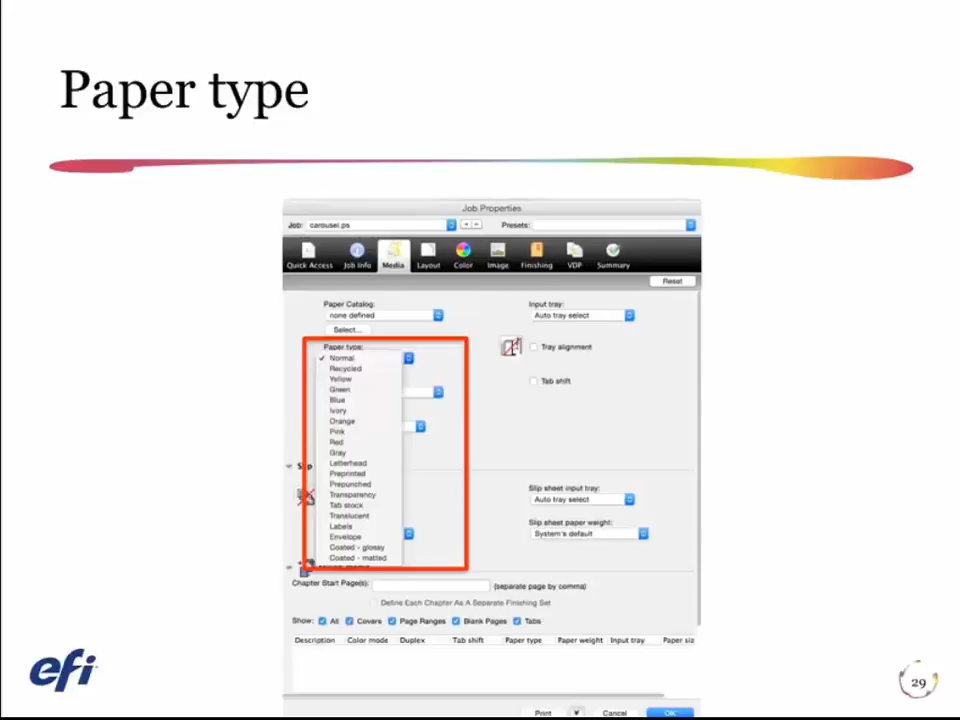 Paper type
Job Properties
Job: carousel.ps Presets:
Quick Access Job Info Media Layout Color Image Finishing VDP Summary
Reset
Paper Catalog: Input tray:
none defined Auto tray select
Select...
Paper type: Tray alignment
✓ Normal
Recycled
Yellow Tab shift
Green
Blue
Ivory
Orange
Pink
Red
Gray
Letterhead
Slip
Preprinted
Prepunched
Slip sheet input tray:
Transparency Auto tray select
Tab stock
Translucent
Slip sheet paper weight:
Labels
Envelope System's default
Coated - glossy
Coated - matted
Chapter Start Page(s): (separate page by comma)
Define Each Chapter As A Separate Finishing Set
Show: All Covers Page Ranges Blank Pages Tabs
Description Color mode Duplex Tab shift Paper type Paper weight Input tray Paper siz
efi
29
Print Cancel OK